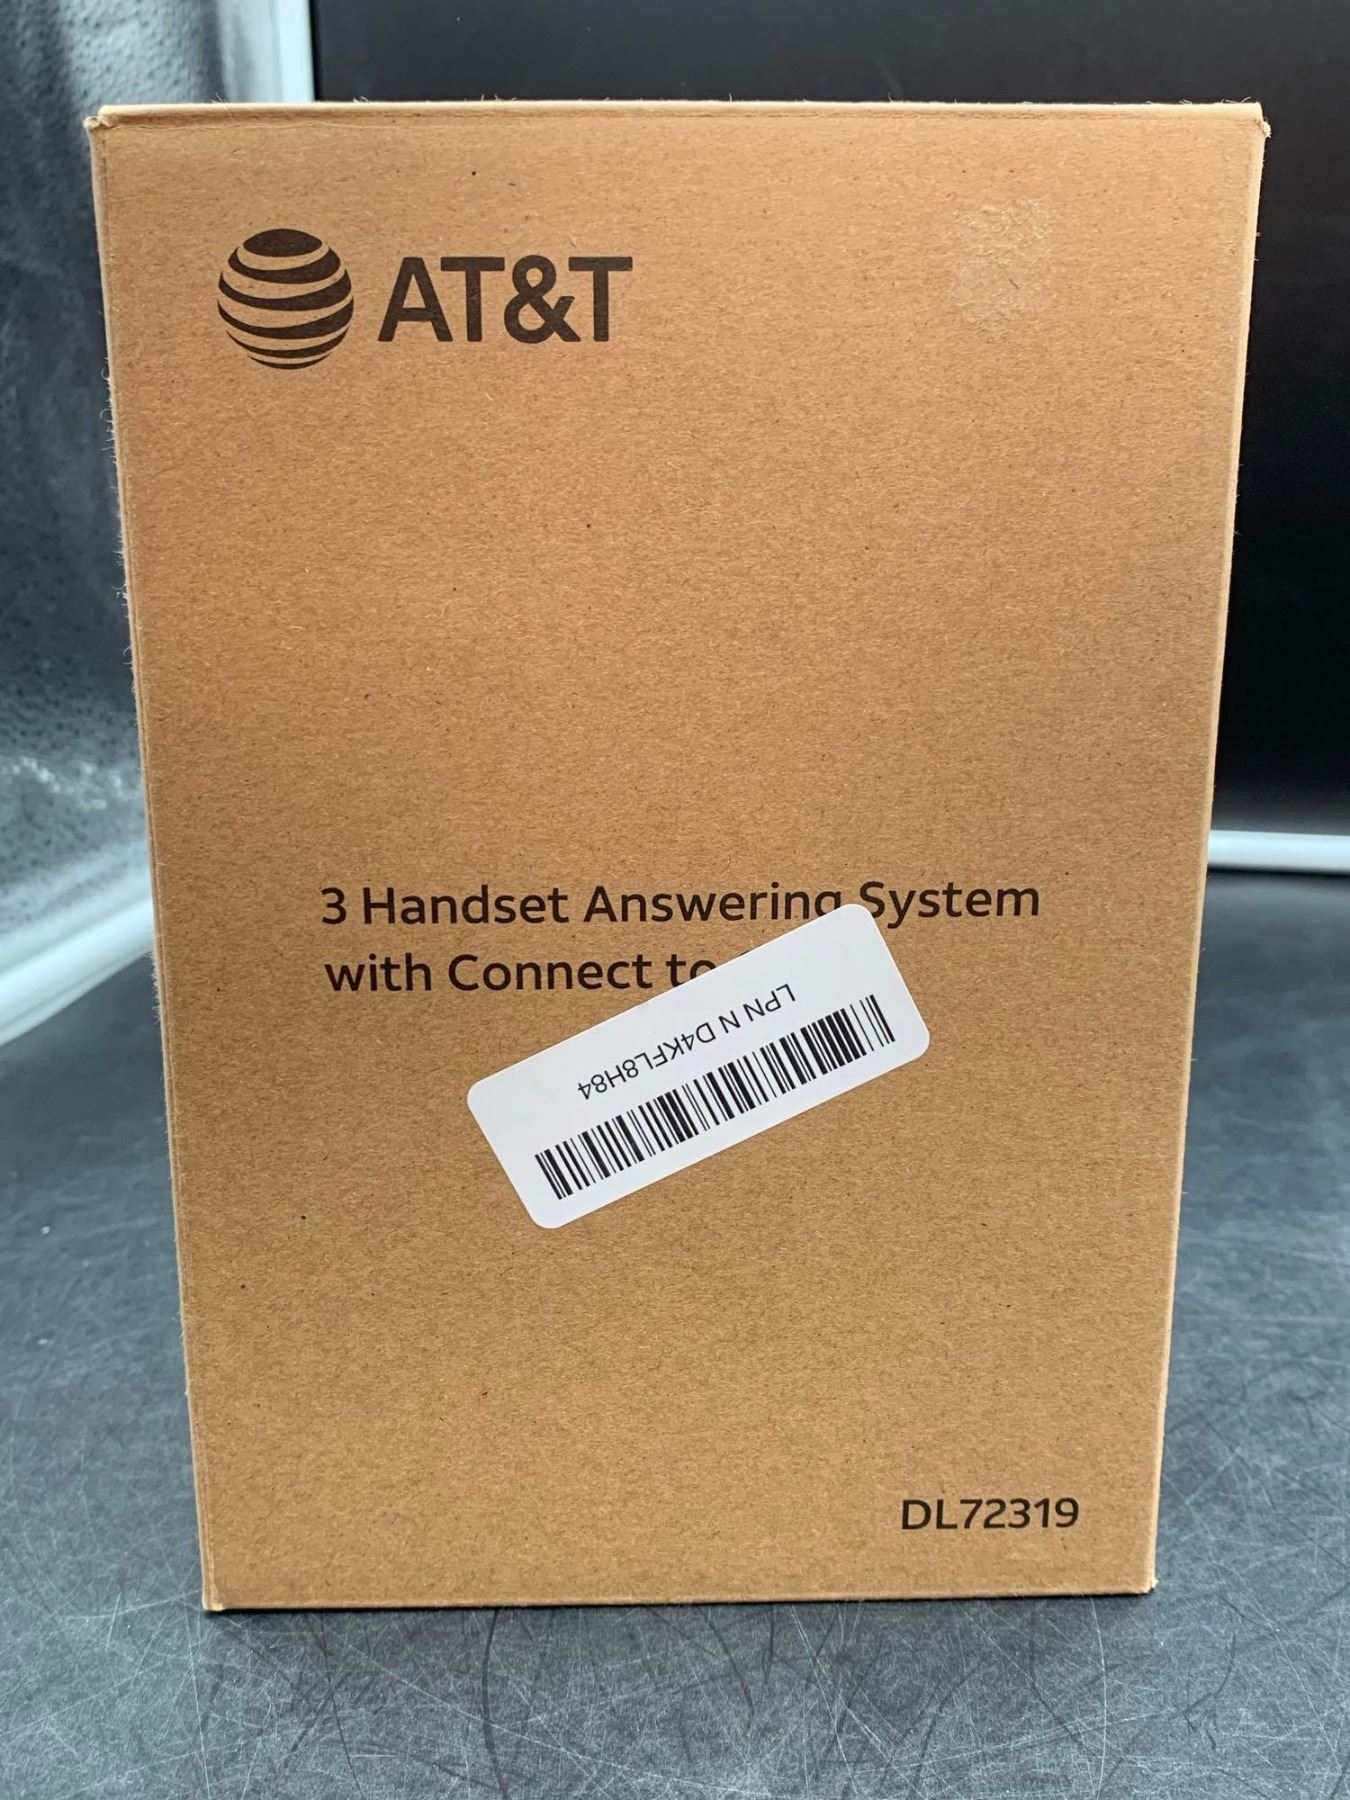 AT&T
3 Handset Answering System
with Connect to
LPN N D4KFL8H84
DL72319